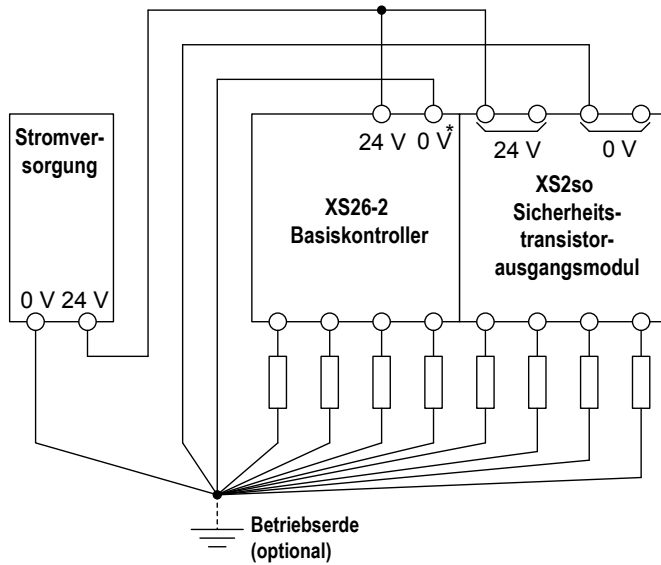 Stromver-
sorgung
0 V 24 V
24 V 0 V*
XS26-2
Basiskontroller
24 V 0 V
XS2so
Sicherheits-
transistor-
ausgangsmodul
Betriebserde
(optional)